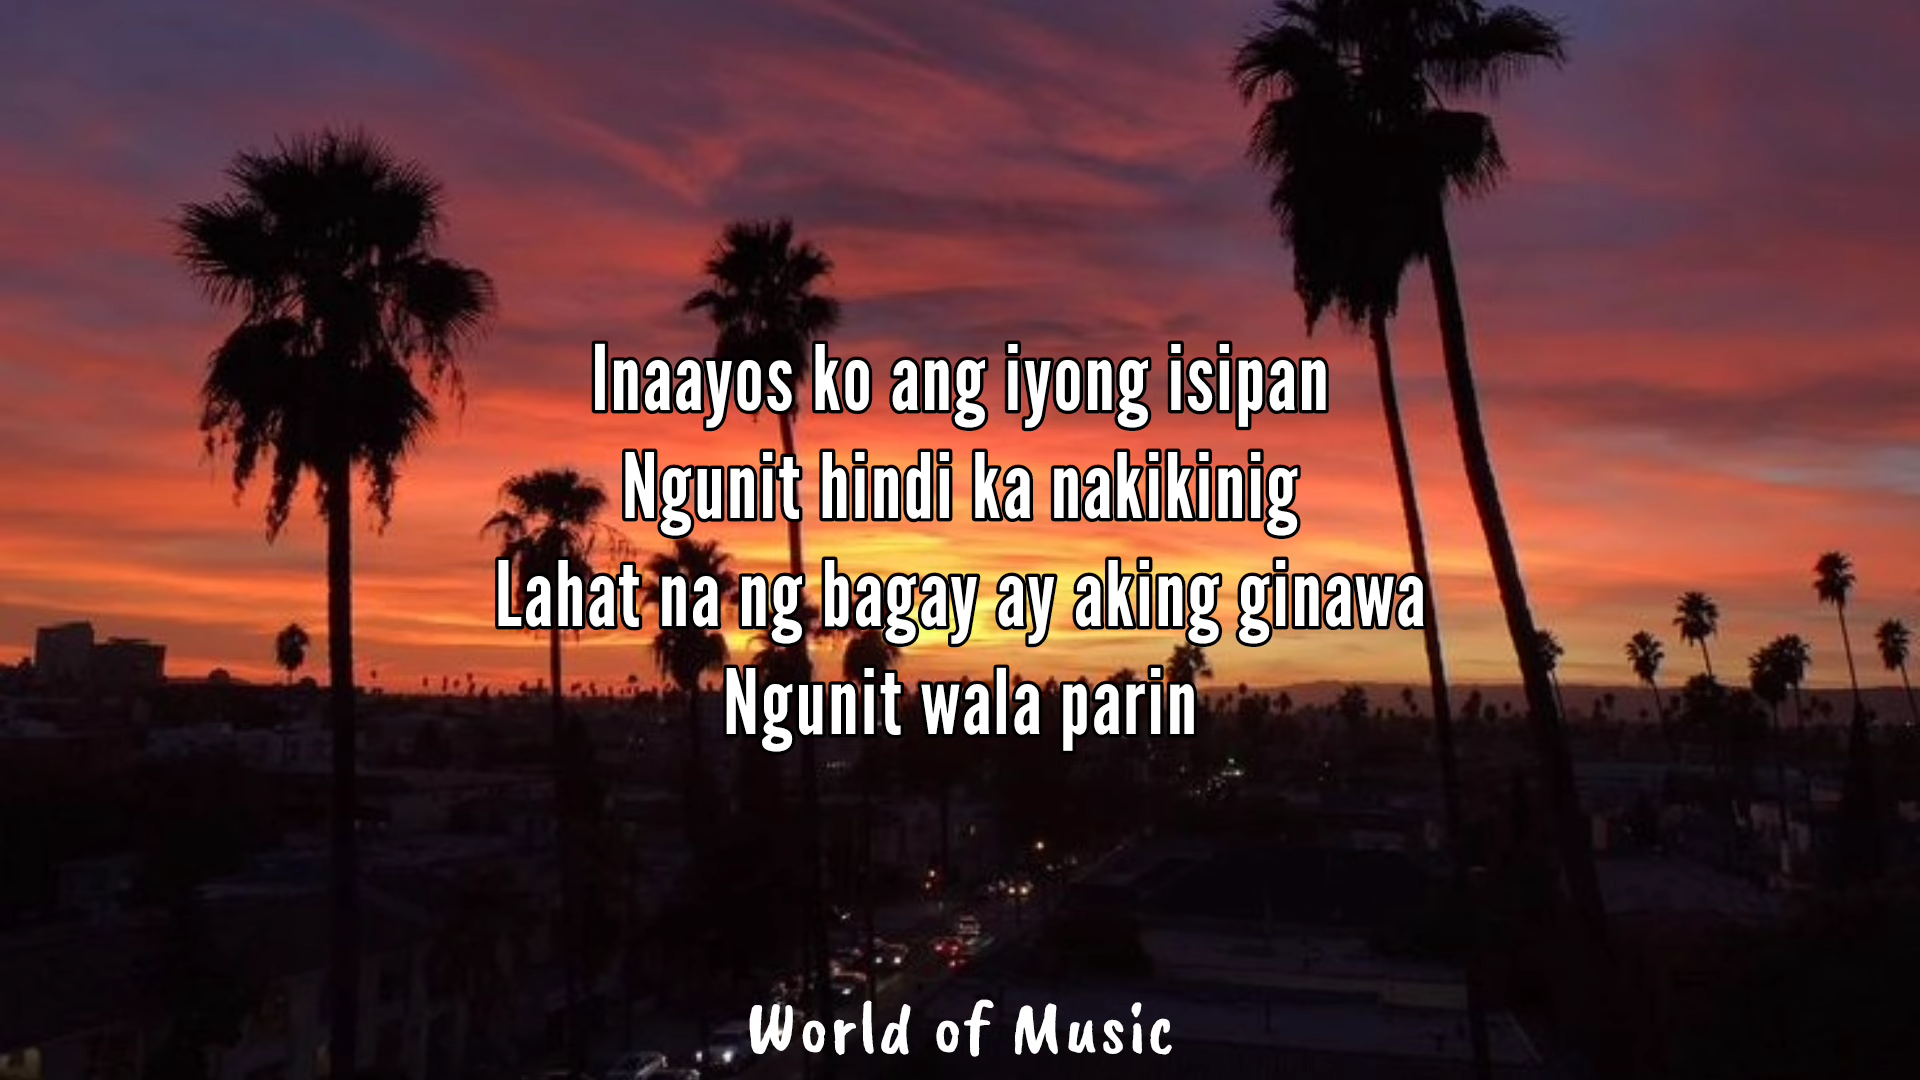 Inaayos ko ang iyong isipan
Ngunit hindi ka nakikinig
Lahat na ng bagay ay aking ginawa
Ngunit wala parin
World of Music